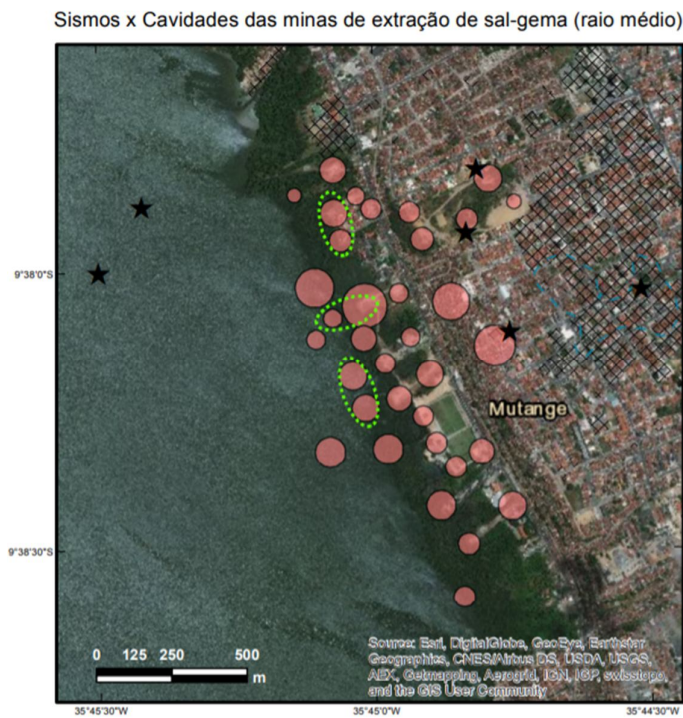 Sismos x Cavidades das minas de extração de sal-gema (raio médio)
9°38'0"S
Mutange
9°38'30"S
0 125 250 500
m
Source: Esri, DigitalGlobe, GeoEye, Earthstar
Geographics, CNES/Airbus DS, USDA, USGS,
AEX, Getmapping, Aerogrid, IGN, IGP, swisstopo,
and the GIS User Community
35°45'30"W 35°45'0"W 35°44'30"W